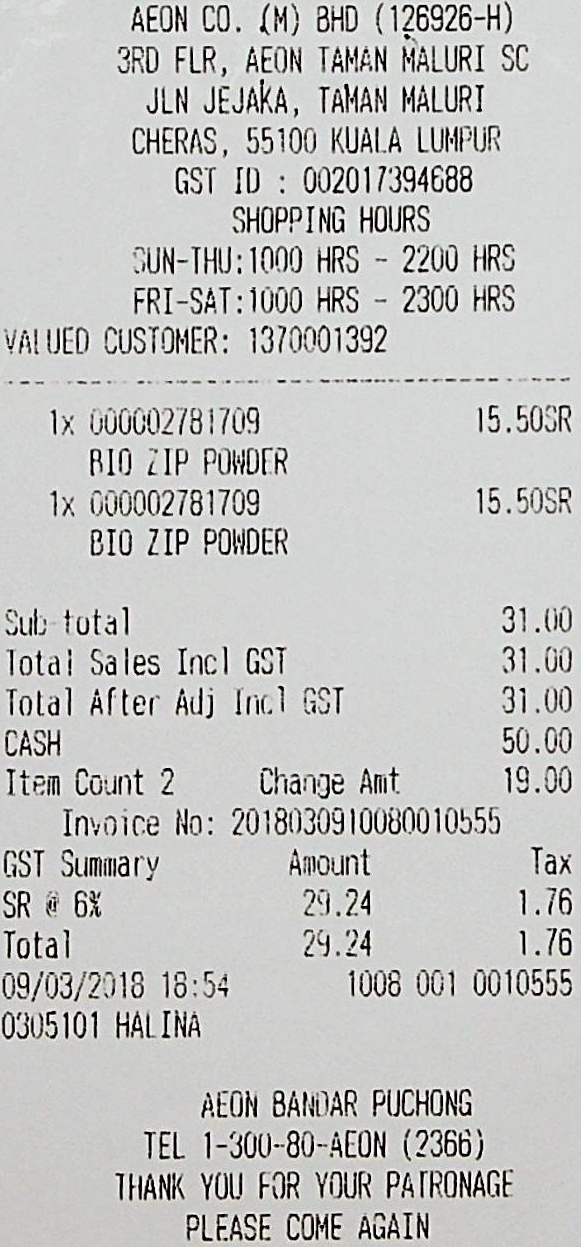 AEON CO. (M) BHD (126926-H)
3RD FLR, AEON TAMAN MALURI SC
JLN JEJAKA, TAMAN MALURI
CHERAS, 55100 KUALA LUMPUR
GST ID : 002017394688
SHOPPING HOURS
SUN-THU:1000 HRS - 2200 HRS
FRI-SAT:1000 HRS - 2300 HRS
VALUED CUSTOMER: 1370001392
1x 000002781709 15.50SR
BIO ZIP POWDER
1x 000002781709 15.50SR
BIO ZIP POWDER
Sub-total 31.00
Total Sales Incl GST 31.00
Total After Adj Incl GST 31.00
CASH 50.00
Item Count 2 Change Amt 19.00
Invoice No: 2018030910080010555
GST Summary Amount Tax
SR @ 6% 29.24 1.76
Total 29.24 1.76
09/03/2018 18:54 1008 001 0010555
0305101 HALINA
AEON BANDAR PUCHONG
TEL 1-300-80-AEON (2366)
THANK YOU FOR YOUR PATRONAGE
PLEASE COME AGAIN